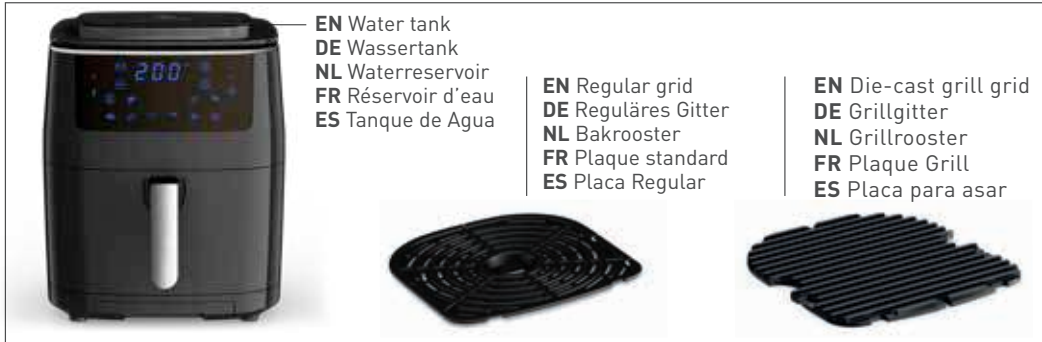 EN Water tank
DE Wassertank
NL Waterreservoir
FR Réservoir d'eau
ES Tanque de Agua
200
EN Regular grid
DE Reguläres Gitter
NL Bakrooster
FR Plaque standard
ES Placa Regular
EN Die-cast grill grid
DE Grillgitter
NL Grillrooster
FR Plaque Grill
ES Placa para asar